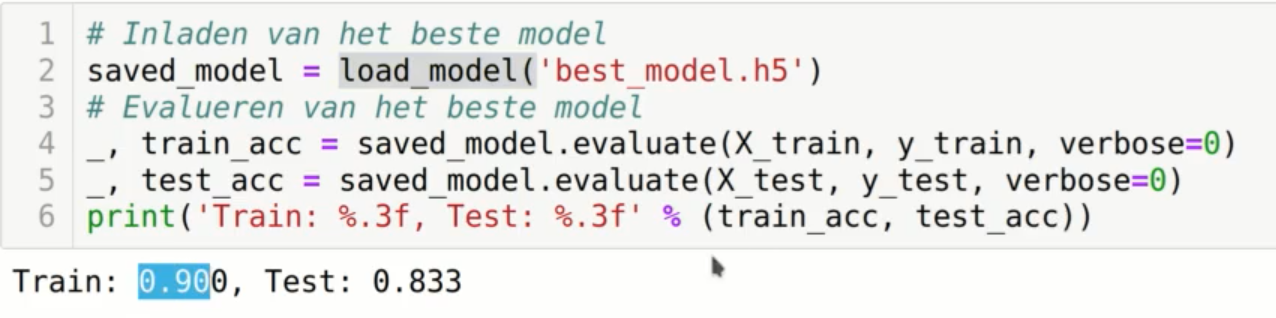 1 # Inladen van het beste model
2 saved_model = load_model('best_model.h5')
3 # Evalueren van het beste model
4 _, train_acc = saved_model.evaluate(X_train, y_train, verbose=0)
5 _, test_acc = saved_model.evaluate(X_test, y_test, verbose=0)
6 print('Train: %.3f, Test: %.3f' % (train_acc, test_acc))
Train: 0.900, Test: 0.833